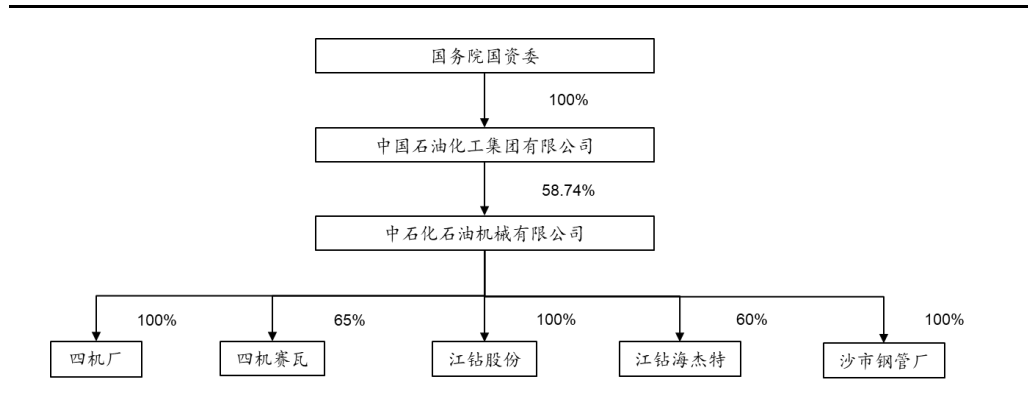 国务院国资委
100%
中国石油化工集团有限公司
58.74%
中石化石油机械有限公司
100%
65%
100%
60%
100%
四机厂
四机赛瓦
江钻股份
江钻海杰特
沙市钢管厂